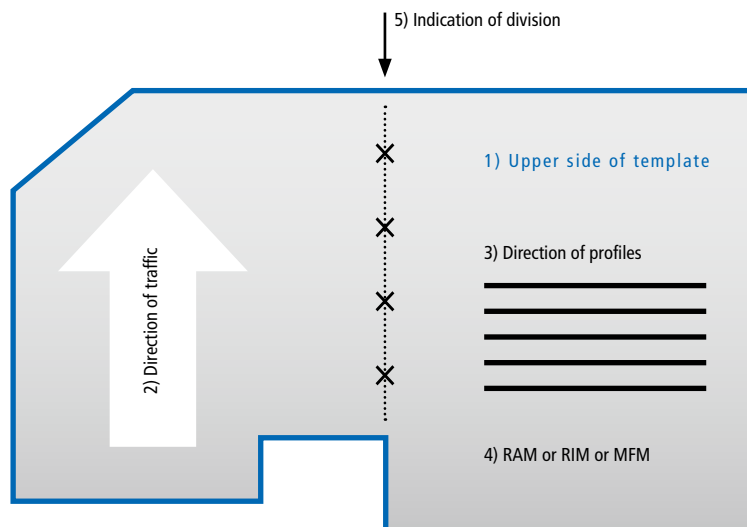 5) Indication of division
1) Upper side of template
2) Direction of traffic
3) Direction of profiles
4) RAM or RIM or MFM